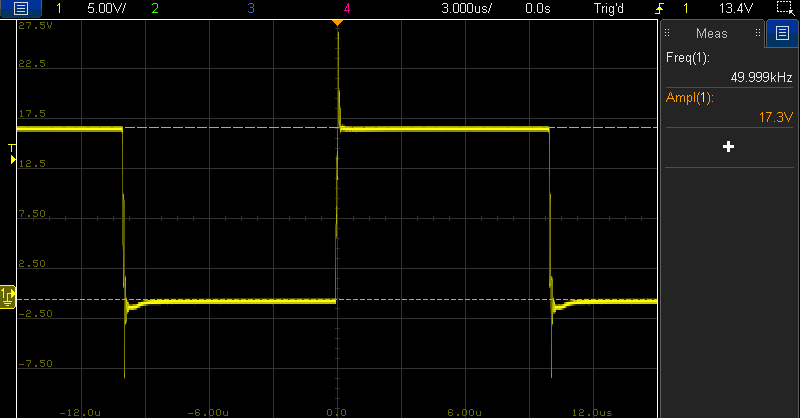 1 5.00V/ 2 3 4 3.000us/ 0.0s Trig'd 1 13.4V
Meas
Freq(1):
49.999kHz
Ampl(1):
17.3V
27.5V
22.5
17.5
T
12.5
7.50
2.50
1
-2.50
-7.50
-12.0u -6.00u 0.0 6.00u 12.0us